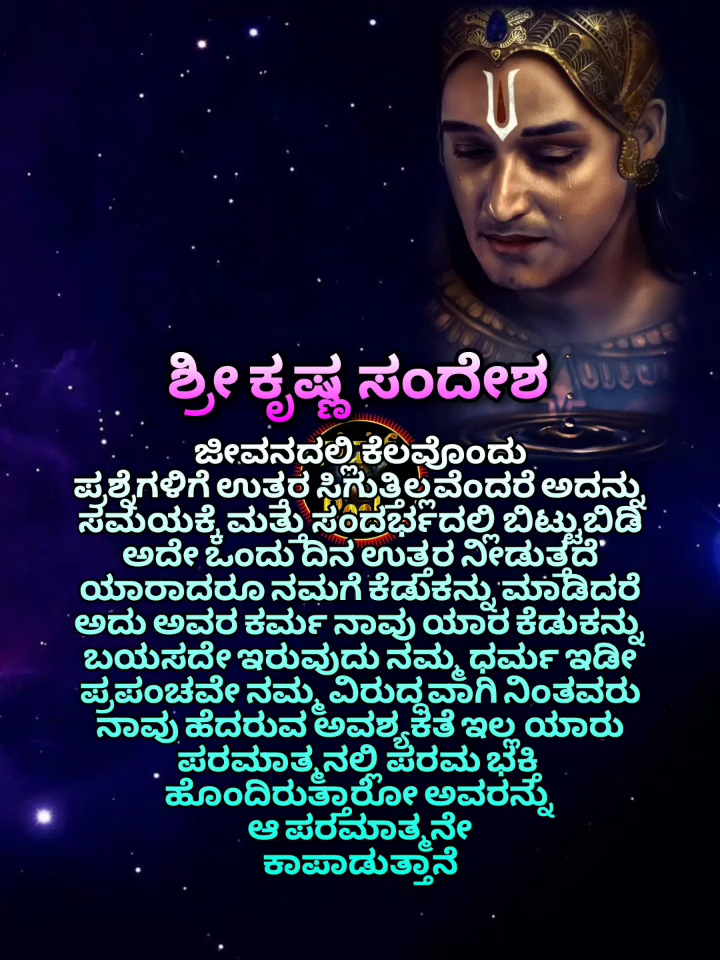 ಶ್ರೀ ಕೃಷ್ಣ ಸಂದೇಶ
ಜೀವನದಲ್ಲಿ ಕೆಲವೊಂದು
ಪ್ರಶ್ನೆಗಳಿಗೆ ಉತ್ತರ ಸಿಗುತ್ತಿಲ್ಲವೆಂದರೆ ಅದನ್ನು
ಸಮಯಕ್ಕೆ ಮತ್ತು ಸಂದರ್ಭದಲ್ಲಿ ಬಿಟ್ಟುಬಿಡಿ
ಅದೇ ಒಂದು ದಿನ ಉತ್ತರ ನೀಡುತ್ತದೆ
ಯಾರಾದರೂ ನಮಗೆ ಕೆಡುಕನ್ನು ಮಾಡಿದರೆ
ಅದು ಅವರ ಕರ್ಮ ನಾವು ಯಾರ ಕೆಡುಕನ್ನು
ಬಯಸದೇ ಇರುವುದು ನಮ್ಮ ಧರ್ಮ ಇಡೀ
ಪ್ರಪಂಚವೇ ನಮ್ಮ ವಿರುದ್ಧವಾಗಿ ನಿಂತವರು
ನಾವು ಹೆದರುವ ಅವಶ್ಯಕತೆ ಇಲ್ಲ ಯಾರು
ಪರಮಾತ್ಮನಲ್ಲಿ ಪರಮ ಭಕ್ತಿ
ಹೊಂದಿರುತ್ತಾರೋ ಅವರನ್ನು
ಆ ಪರಮಾತ್ಮನೇ
ಕಾಪಾಡುತ್ತಾನೆ